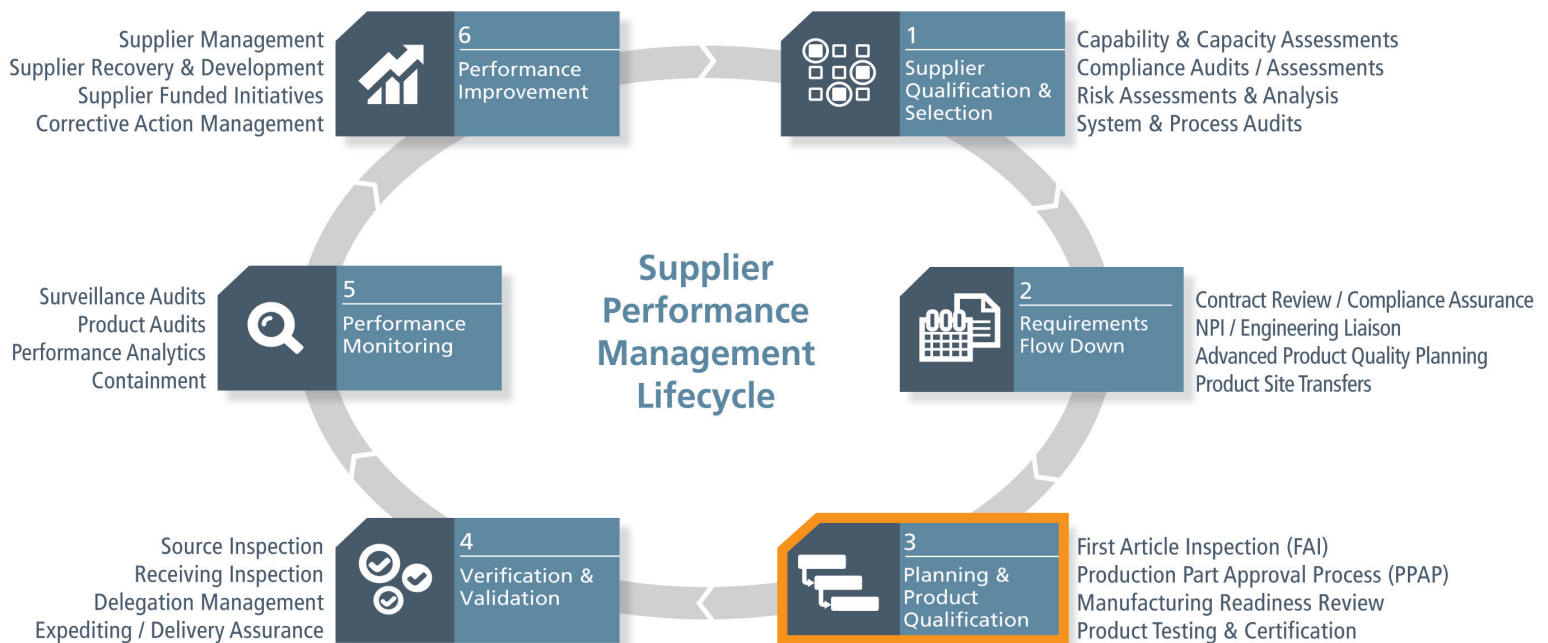 Supplier Performance Management Lifecycle
1
Supplier
Qualification &
Selection
Capability & Capacity Assessments
Compliance Audits / Assessments
Risk Assessments & Analysis
System & Process Audits
2
Requirements
Flow Down
Contract Review / Compliance Assurance
NPI / Engineering Liaison
Advanced Product Quality Planning
Product Site Transfers
3
Planning &
Product
Qualification
First Article Inspection (FAI)
Production Part Approval Process (PPAP)
Manufacturing Readiness Review
Product Testing & Certification
4
Verification &
Validation
Source Inspection
Receiving Inspection
Delegation Management
Expediting / Delivery Assurance
5
Performance
Monitoring
Surveillance Audits
Product Audits
Performance Analytics
Containment
6
Performance
Improvement
Supplier Management
Supplier Recovery & Development
Supplier Funded Initiatives
Corrective Action Management